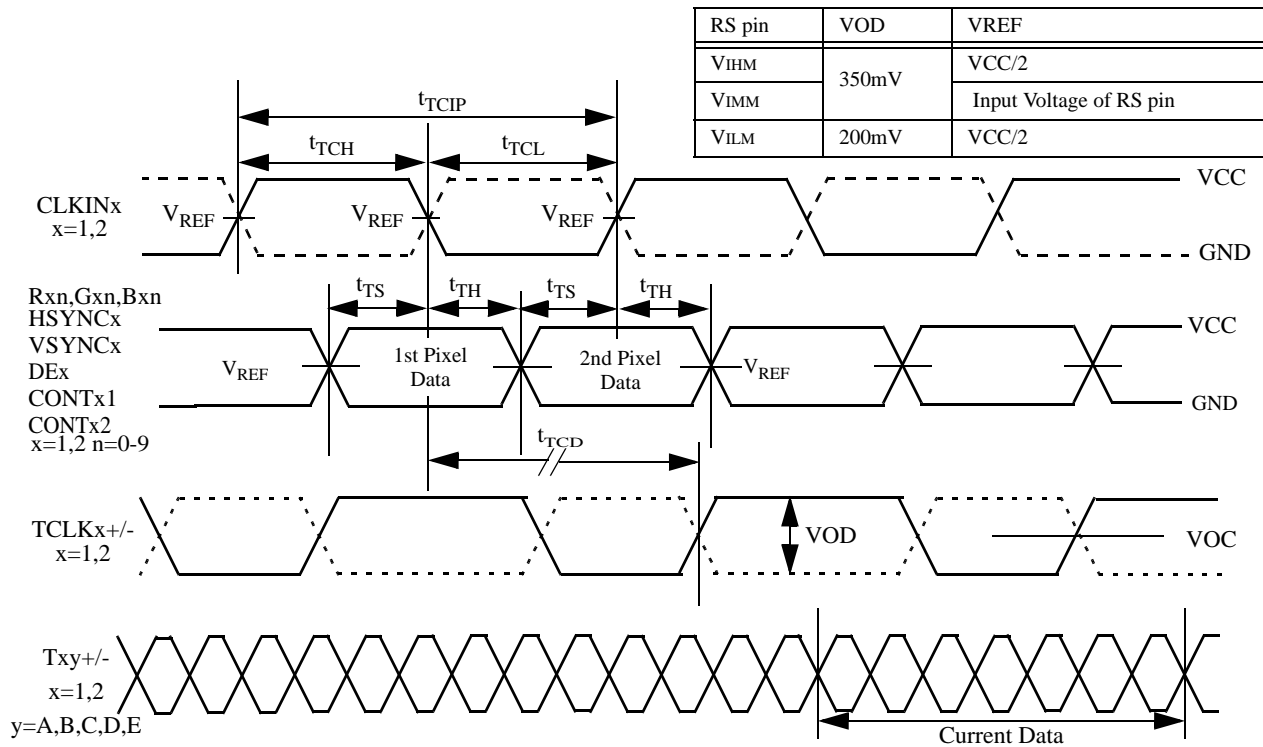 RS pin VOD VREF
VIHM 350mV VCC/2
VIMM Input Voltage of RS pin
VILM 200mV VCC/2
tTCIP
tTCH tTCL
CLKINx
x=1,2
VREF VREF VREF
VCC
GND
tTS tTH tTS tTH
Rxn,Gxn,Bxn
HSYNCx
VSYNCx
DEx
CONTx1
CONTx2
x=1,2 n=0-9
VREF
1st Pixel
Data
2nd Pixel
Data
VREF
VCC
GND
tTCD
TCLKx+/-
x=1,2
VOD
VOC
Txy+/-
x=1,2
y=A,B,C,D,E
Current Data